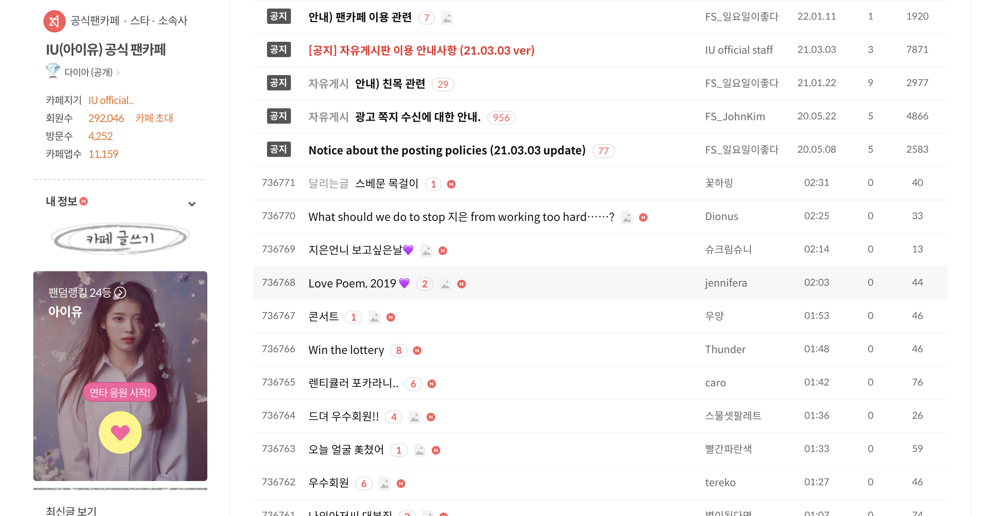 공식팬카페 · 스타 · 소속사
IU(아이유) 공식 팬카페
다이아 (공개)
카페지기 IU official..
회원수 292,046 카페 초대
방문수 4,252
카페앱수 11,159
내 정보 N
카페 글쓰기
팬덤랭킹 24등
아이유
연타 응원 시작!
최신글 보기
공지 안내) 팬카페 이용 관련 7 FS_일요일이좋다 22.01.11 1 1920
공지 [공지] 자유게시판 이용 안내사항 (21.03.03 ver) IU official staff 21.03.03 3 7871
공지 자유게시 안내) 친목 관련 29 FS_일요일이좋다 21.01.22 9 2977
공지 자유게시 광고 쪽지 수신에 대한 안내. 956 FS_JohnKim 20.05.22 5 4866
공지 Notice about the posting policies (21.03.03 update) 77 FS_일요일이좋다 20.05.08 5 2583
736771 달리는글 스베문 목걸이 1 N 꽃하링 02:31 0 40
736770 What should we do to stop 지은 from working too hard……? N Dionus 02:25 0 33
736769 지은언니 보고싶은날💜 N 슈크림슈니 02:14 0 13
736768 Love Poem, 2019 💜 2 N jennifera 02:03 0 44
736767 콘서트 1 N 우양 01:53 0 46
736766 Win the lottery 8 N Thunder 01:48 0 46
736765 렌티큘러 포카라니.. 6 N caro 01:42 0 76
736764 드뎌 우수회원!! 4 N 스물셋팔레트 01:36 0 26
736763 오늘 얼굴 美쳤어 1 N 빨간파란색 01:33 0 59
736762 우수회원 6 N tereko 01:27 0 46
736761 나의아저씨 대본집 N 별이된다면 01:07 0 74